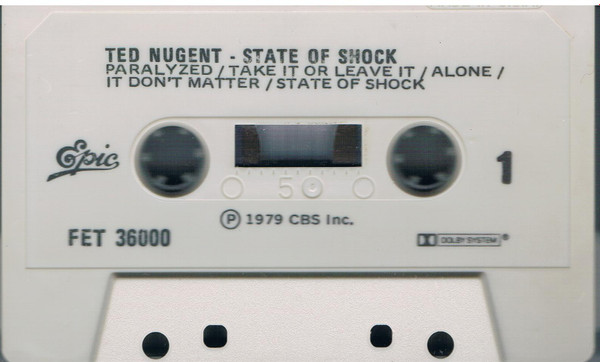 TED NUGENT - STATE OF SHOCK
PARALYZED / TAKE IT OR LEAVE IT / ALONE /
IT DON'T MATTER / STATE OF SHOCK
Epic
1
5
Ⓟ 1979 CBS Inc.
FET 36000
DOLBY SYSTEM ®